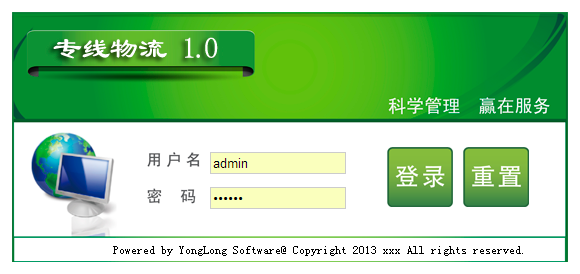 专线物流 1.0
科学管理 赢在服务
用户名 admin
密 码 ••••••
登录 重置
Powered by YongLong Software@ Copyright 2013 xxx All rights reserved.